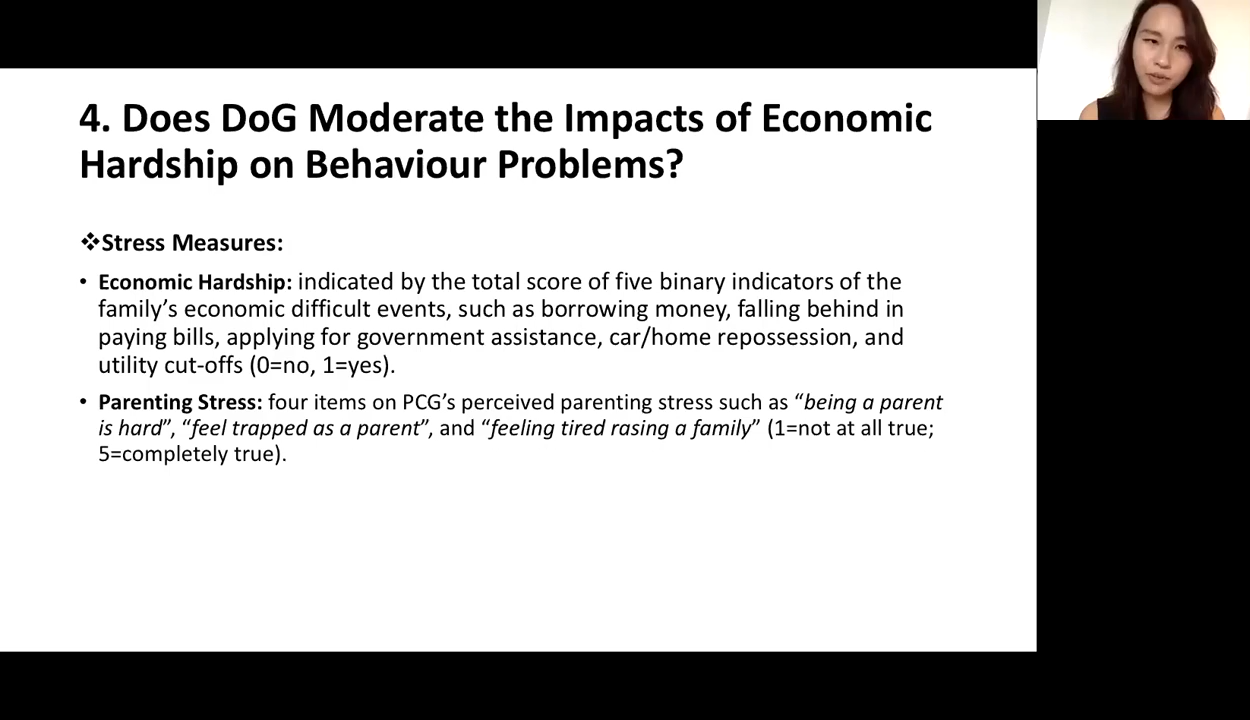 4. Does DoG Moderate the Impacts of Economic
Hardship on Behaviour Problems?
❖Stress Measures:
• Economic Hardship: indicated by the total score of five binary indicators of the
family’s economic difficult events, such as borrowing money, falling behind in
paying bills, applying for government assistance, car/home repossession, and
utility cut-offs (0=no, 1=yes).
• Parenting Stress: four items on PCG’s perceived parenting stress such as “being a parent
is hard”, “feel trapped as a parent”, and “feeling tired rasing a family” (1=not at all true;
5=completely true).